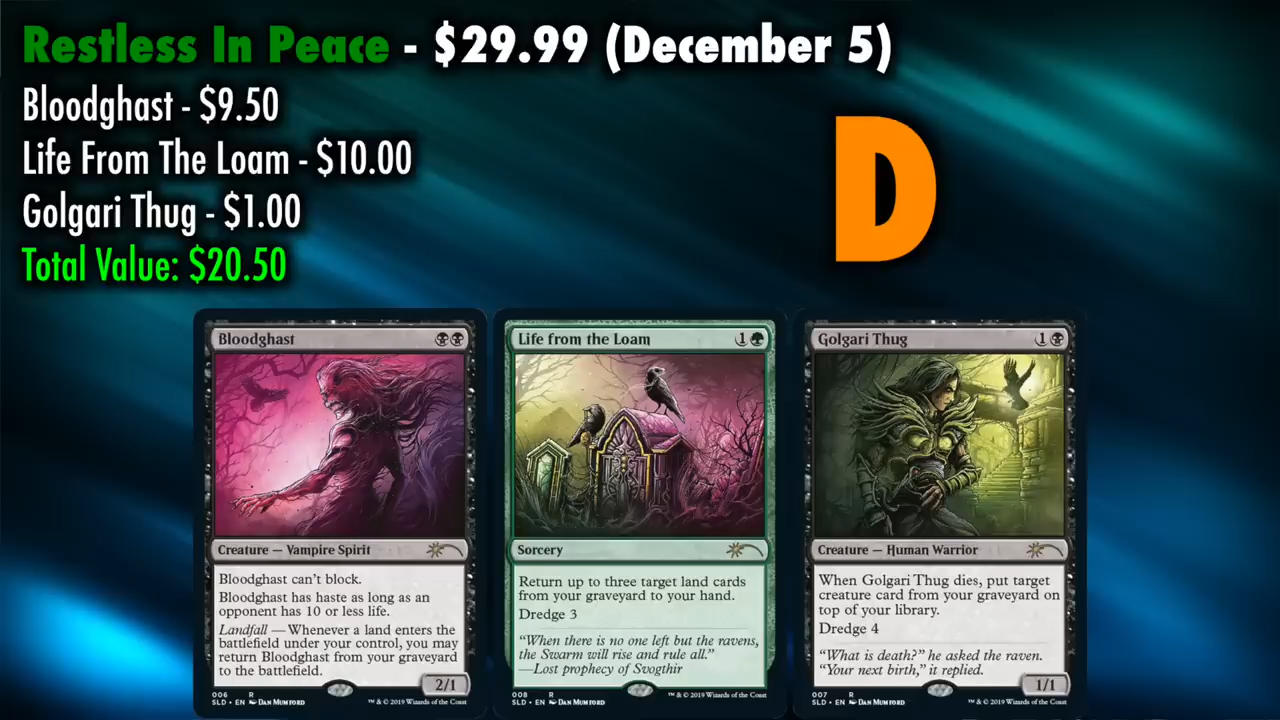 Restless In Peace - $29.99 (December 5)
Bloodghast - $9.50
Life From The Loam - $10.00
Golgari Thug - $1.00
Total Value: $20.50
D
Bloodghast
Creature — Vampire Spirit
Bloodghast can't block.
Bloodghast has haste as long as an
opponent has 10 or less life.
Landfall — Whenever a land enters the
battlefield under your control, you may
return Bloodghast from your graveyard
to the battlefield.
2/1
006 R
SLD • EN DAN MUMFORD
™ & © 2019 Wizards of the Coast
Life from the Loam 1
Sorcery
Return up to three target land cards
from your graveyard to your hand.
Dredge 3
"When there is no one left but the ravens,
the Swarm will rise and rule all."
—Lost prophecy of Svogthir
008 R
SLD • EN DAN MUMFORD
™ & © 2019 Wizards of the Coast
Golgari Thug 1
Creature — Human Warrior
When Golgari Thug dies, put target
creature card from your graveyard on
top of your library.
Dredge 4
"What is death?" he asked the raven.
"Your next birth," it replied.
1/1
007 R
SLD • EN DAN MUMFORD
™ & © 2019 Wizards of the Coast